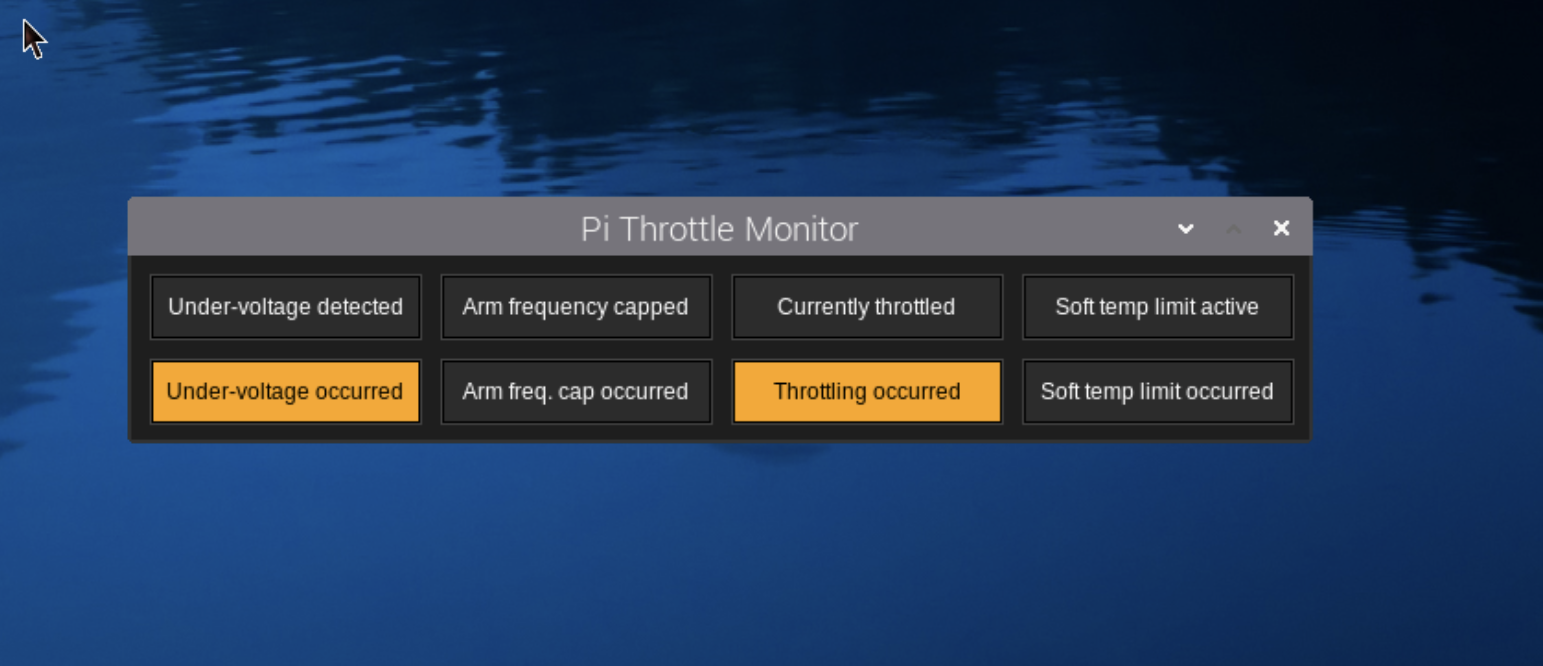 Pi Throttle Monitor
Under-voltage detected
Arm frequency capped
Currently throttled
Soft temp limit active
Under-voltage occurred
Arm freq. cap occurred
Throttling occurred
Soft temp limit occurred